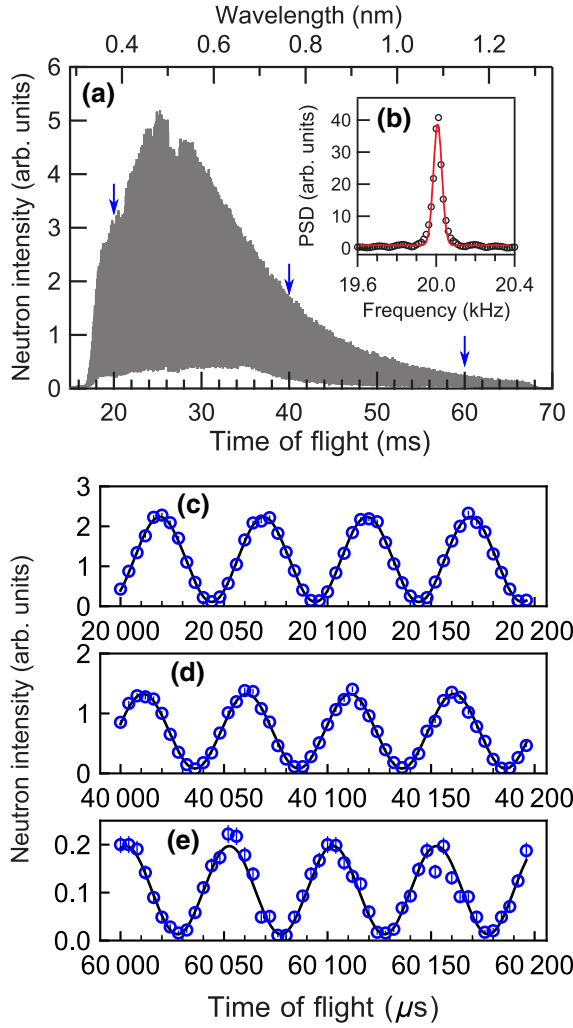 Wavelength (nm)
0.4 0.6 0.8 1.0 1.2
(a)
6
5
4
3
2
1
0
Neutron intensity (arb. units)
(b)
40
30
20
10
0
PSD (arb. units)
19.6 20.0 20.4
Frequency (kHz)
20 30 40 50 60 70
Time of flight (ms)
(c)
3
2
1
0
20 000 20 050 20 100 20 150 20 200
(d)
2
1
0
40 000 40 050 40 100 40 150 40 200
Neutron intensity (arb. units)
(e)
0.2
0.1
0.0
60 000 60 050 60 100 60 150 60 200
Time of flight (µs)